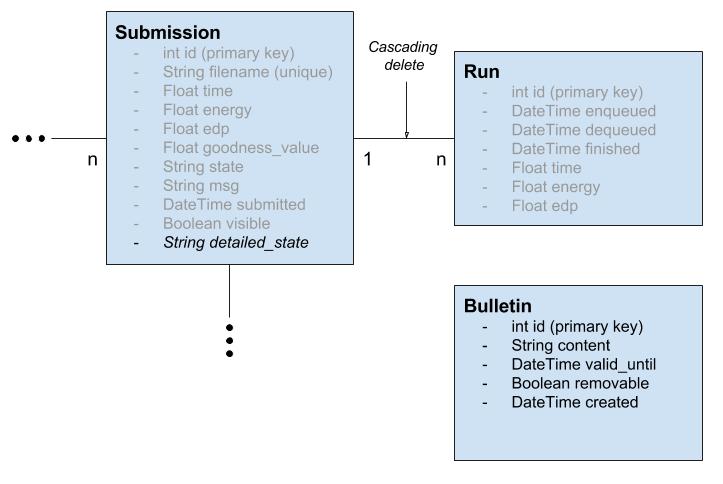 Submission
- int id (primary key)
- String filename (unique)
- Float time
- Float energy
- Float edp
- Float goodness_value
- String state
- String msg
- DateTime submitted
- Boolean visible
- String detailed_state
n
Cascading
delete
1
n
Run
- int id (primary key)
- DateTime enqueued
- DateTime dequeued
- DateTime finished
- Float time
- Float energy
- Float edp
Bulletin
- int id (primary key)
- String content
- DateTime valid_until
- Boolean removable
- DateTime created